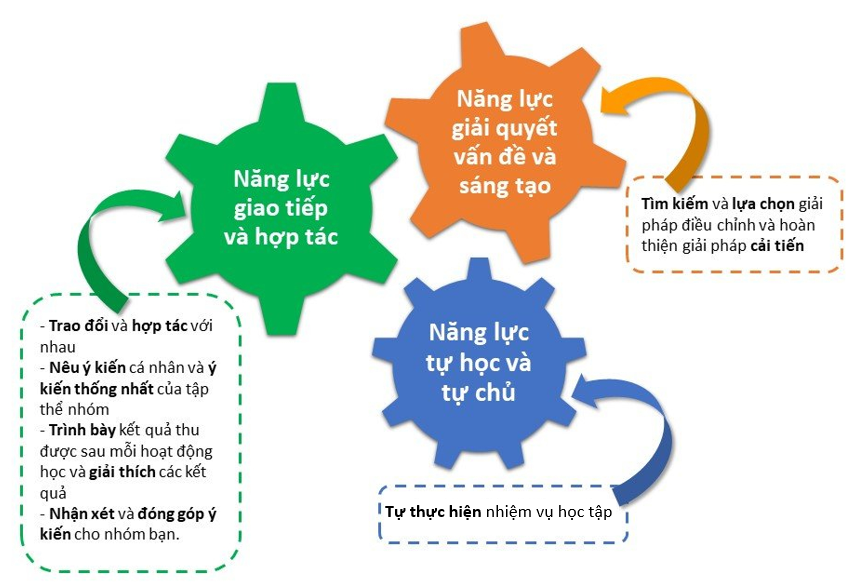 Năng lực
giao tiếp
và hợp tác
- Trao đổi và hợp tác với
nhau
- Nêu ý kiến cá nhân và ý
kiến thống nhất của tập
thể nhóm
- Trình bày kết quả thu
được sau mỗi hoạt động
học và giải thích các kết
quả
- Nhận xét và đóng góp ý
kiến cho nhóm bạn.
Năng lực
giải quyết
vấn đề và
sáng tạo
Tìm kiếm và lựa chọn giải
pháp điều chỉnh và hoàn
thiện giải pháp cải tiến
Năng lực
tự học và
tự chủ
Tự thực hiện nhiệm vụ học tập